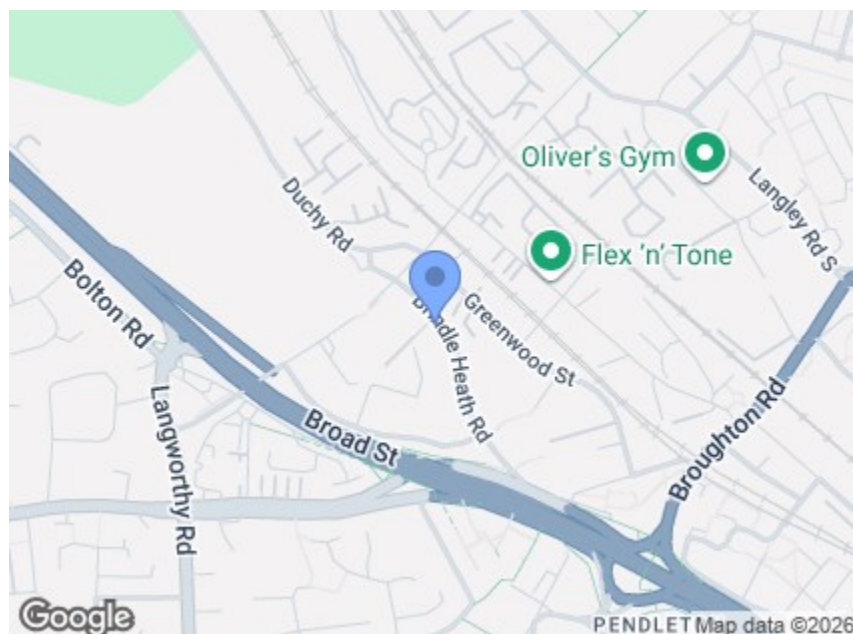 Oliver's Gym
Langley Rd S
Duchy Rd
Flex 'n' Tone
Bolton Rd
Greenwood St
Heath Rd
Broad St
Langworthy Rd
Broughton Rd
Google
PENDLET
Map data ©2026